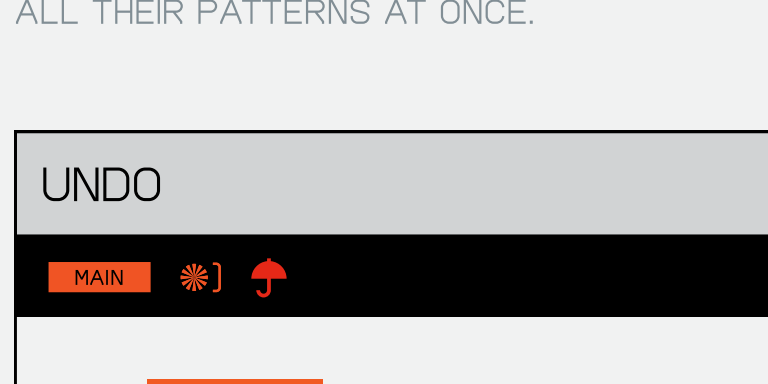 ALL THEIR PATTERNS AT ONCE.
UNDO
MAIN